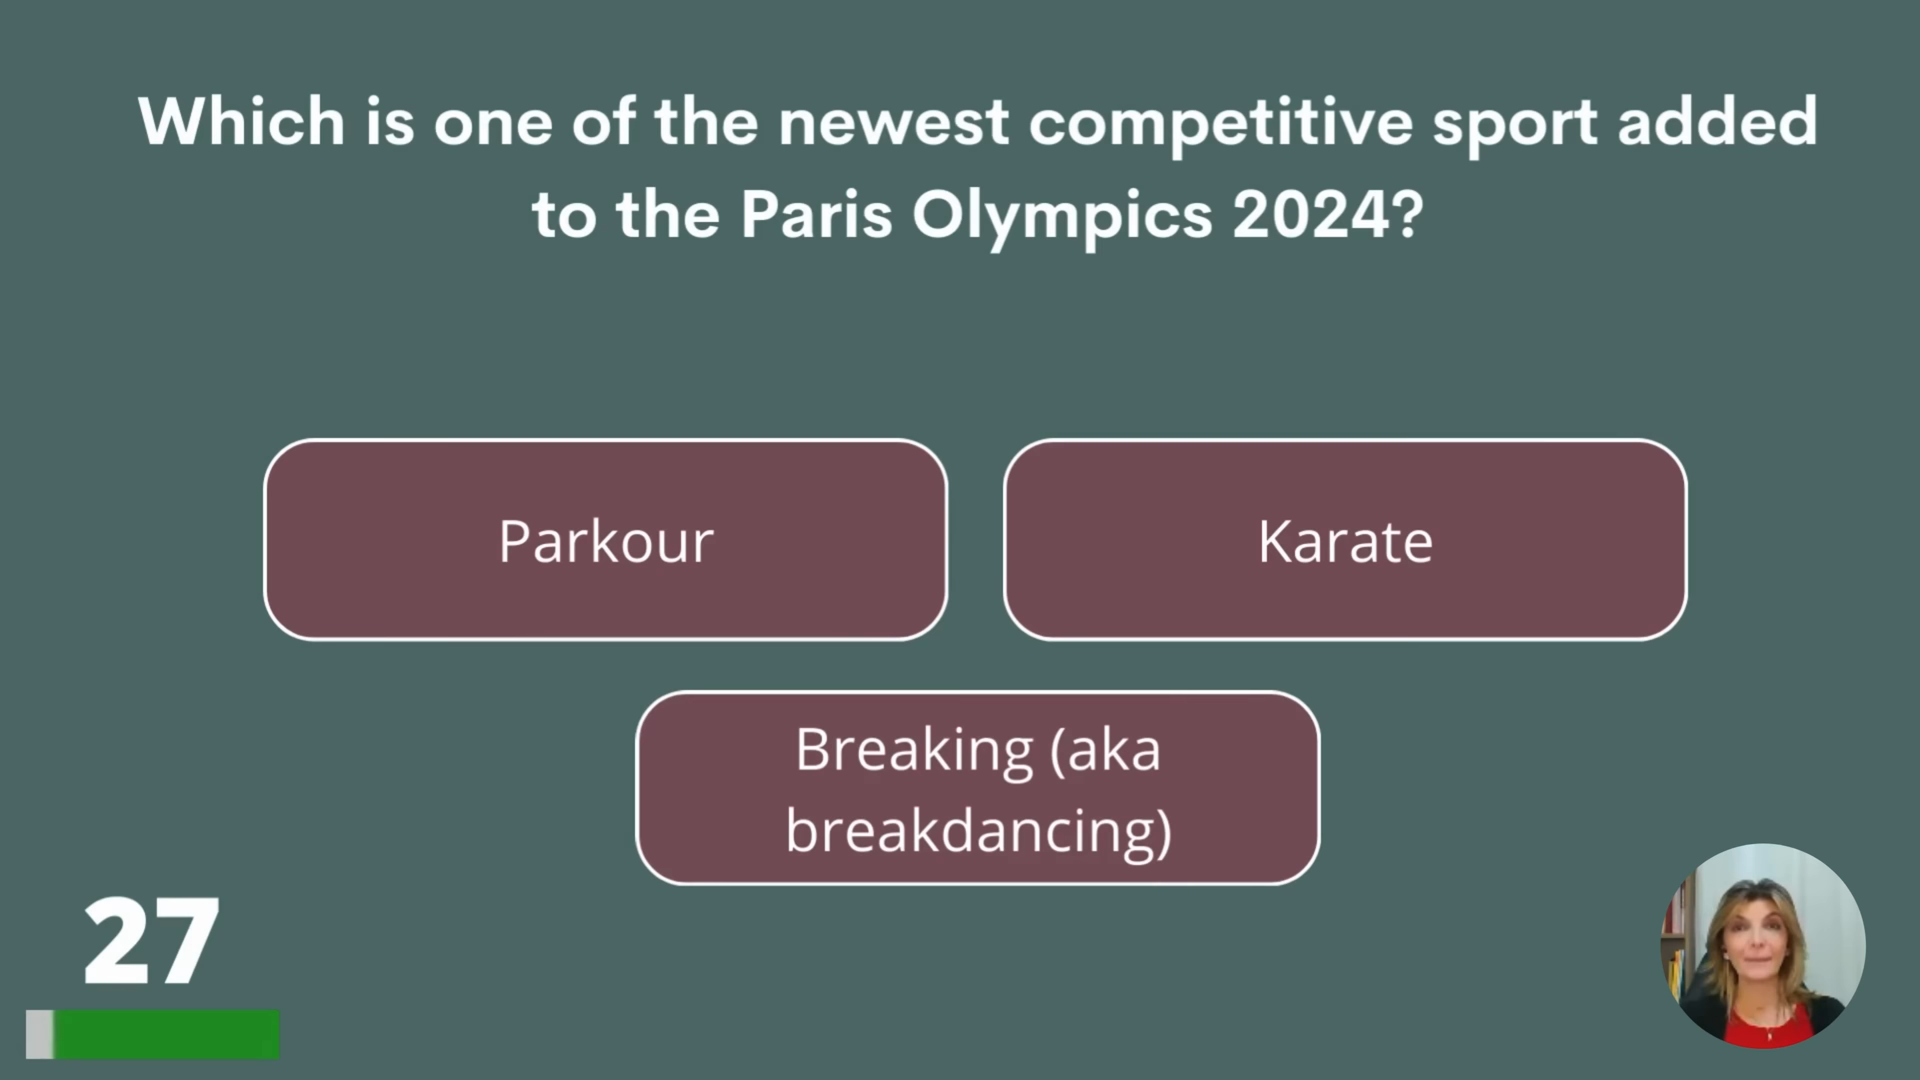 Which is one of the newest competitive sport added
to the Paris Olympics 2024?
Parkour
Karate
Breaking (aka
breakdancing)
27